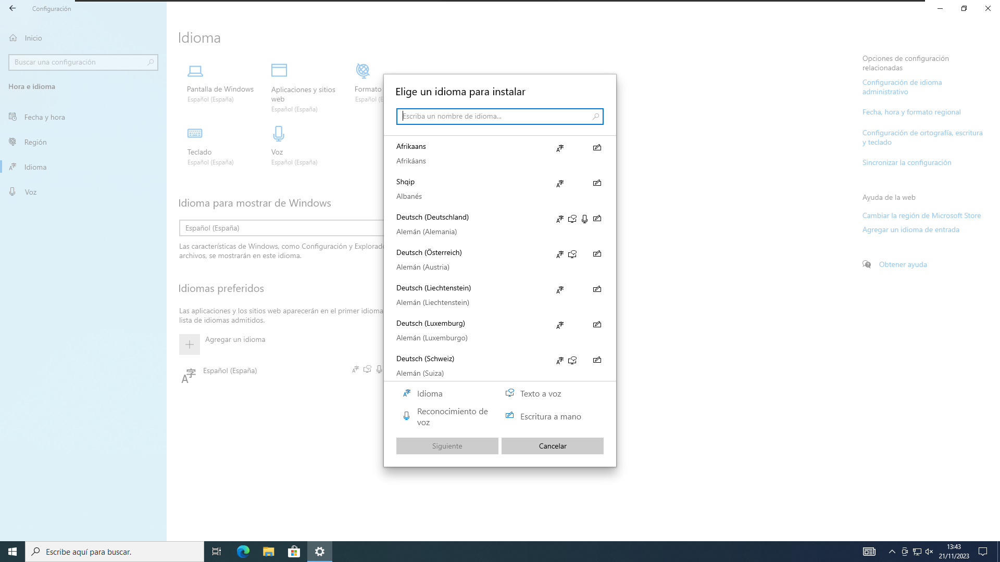 Configuración
Inicio
Buscar una configuración
Hora e idioma
Fecha y hora
Región
Idioma
Voz
Idioma
Pantalla de Windows
Español (España)
Aplicaciones y sitios
web
Español (España)
Formato
Español (E
Teclado
Español (España)
Voz
Español (España)
Idioma para mostrar de Windows
Español (España)
Las características de Windows, como Configuración y Explorado
archivos, se mostrarán en este idioma.
Idiomas preferidos
Las aplicaciones y los sitios web aparecerán en el primer idioma
lista de idiomas admitidos.
Agregar un idioma
Español (España)
Elige un idioma para instalar
Escriba un nombre de idioma...
Afrikaans
Afrikáans
Shqip
Albanés
Deutsch (Deutschland)
Alemán (Alemania)
Deutsch (Österreich)
Alemán (Austria)
Deutsch (Liechtenstein)
Alemán (Liechtenstein)
Deutsch (Luxemburg)
Alemán (Luxemburgo)
Deutsch (Schweiz)
Alemán (Suiza)
Idioma
Texto a voz
Reconocimiento de
voz
Escritura a mano
Siguiente
Cancelar
Opciones de configuración
relacionadas
Configuración de idioma
administrativo
Fecha, hora y formato regional
Configuración de ortografía, escritura
y teclado
Sincronizar la configuración
Ayuda de la web
Cambiar la región de Microsoft Store
Agregar un idioma de entrada
Obtener ayuda
Escribe aquí para buscar.
13:43
21/11/2023